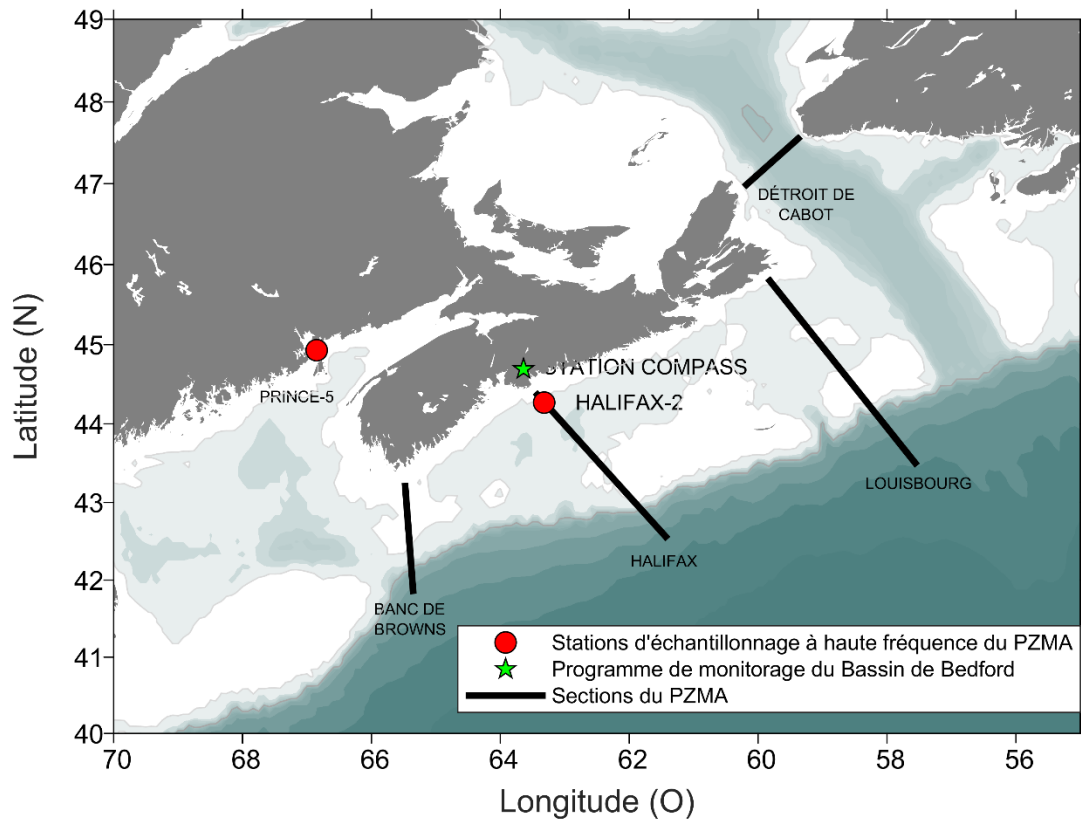 49
48
47
46
45
44
43
42
41
40
Latitude (N)
DÉTROIT DE
CABOT
PRINCE-5
STATION COMPASS
HALIFAX-2
LOUISBOURG
HALIFAX
BANC DE
BROWNS
Stations d'échantillonnage à haute fréquence du PZMA
Programme de monitorage du Bassin de Bedford
Sections du PZMA
70
68
66
64
62
60
58
56
Longitude (O)